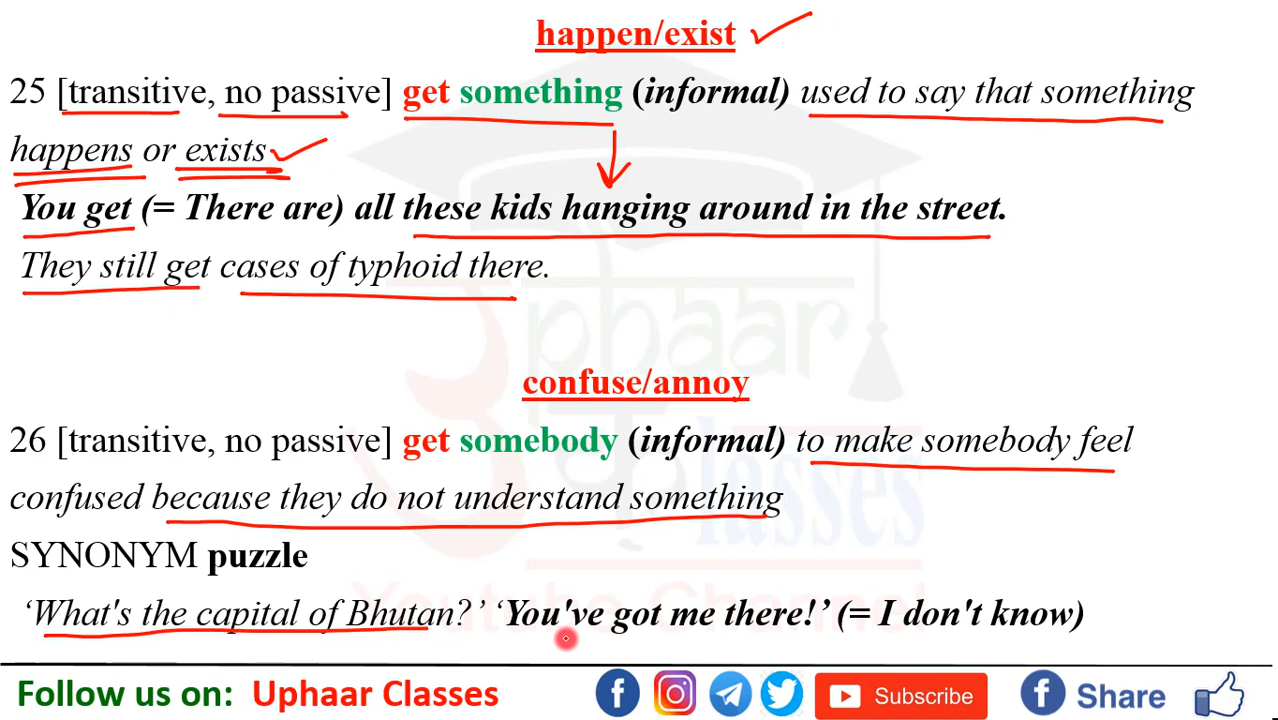 happen/exist
25 [transitive, no passive] get something (informal) used to say that something
happens or exists
You get (= There are) all these kids hanging around in the street.
They still get cases of typhoid there.
उphaar
classes
confuse/annoy
26 [transitive, no passive] get somebody (informal) to make somebody feel
confused because they do not understand something
SYNONYM puzzle
Youtube Channel
‘What's the capital of Bhutan?’ ‘You've got me there!’ (= I don't know)
Follow us on: Uphaar Classes
Subscribe
Share